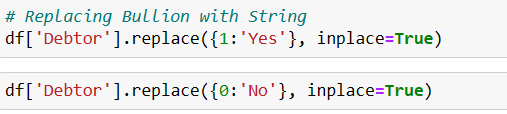 # Replacing Bullion with String
df['Debtor'].replace({1:'Yes'}, inplace=True)
df['Debtor'].replace({0:'No'}, inplace=True)